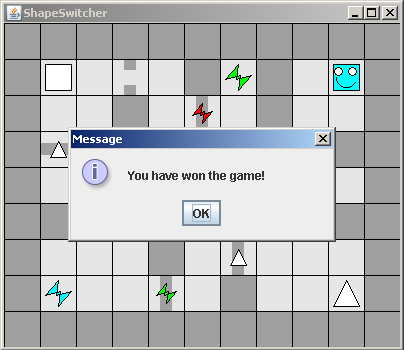 ShapeSwitcher
Message
You have won the game!
OK